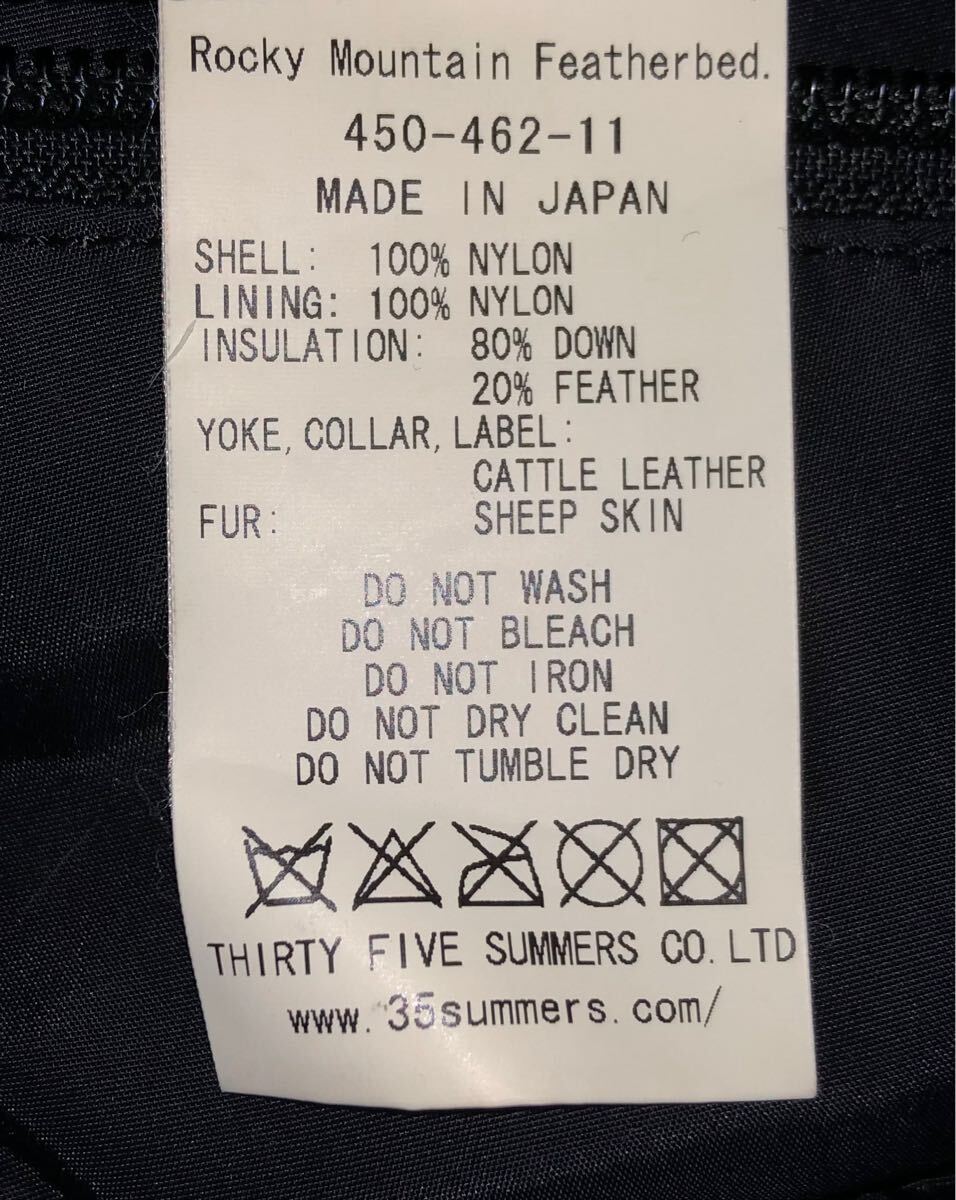 Rocky Mountain Featherbed.
450-462-11
MADE IN JAPAN
SHELL: 100% NYLON
LINING: 100% NYLON
INSULATION: 80% DOWN
20% FEATHER
YOKE, COLLAR, LABEL:
CATTLE LEATHER
FUR: SHEEP SKIN
DO NOT WASH
DO NOT BLEACH
DO NOT IRON
DO NOT DRY CLEAN
DO NOT TUMBLE DRY
THIRTY FIVE SUMMERS CO. LTD
www. 35summers. com/